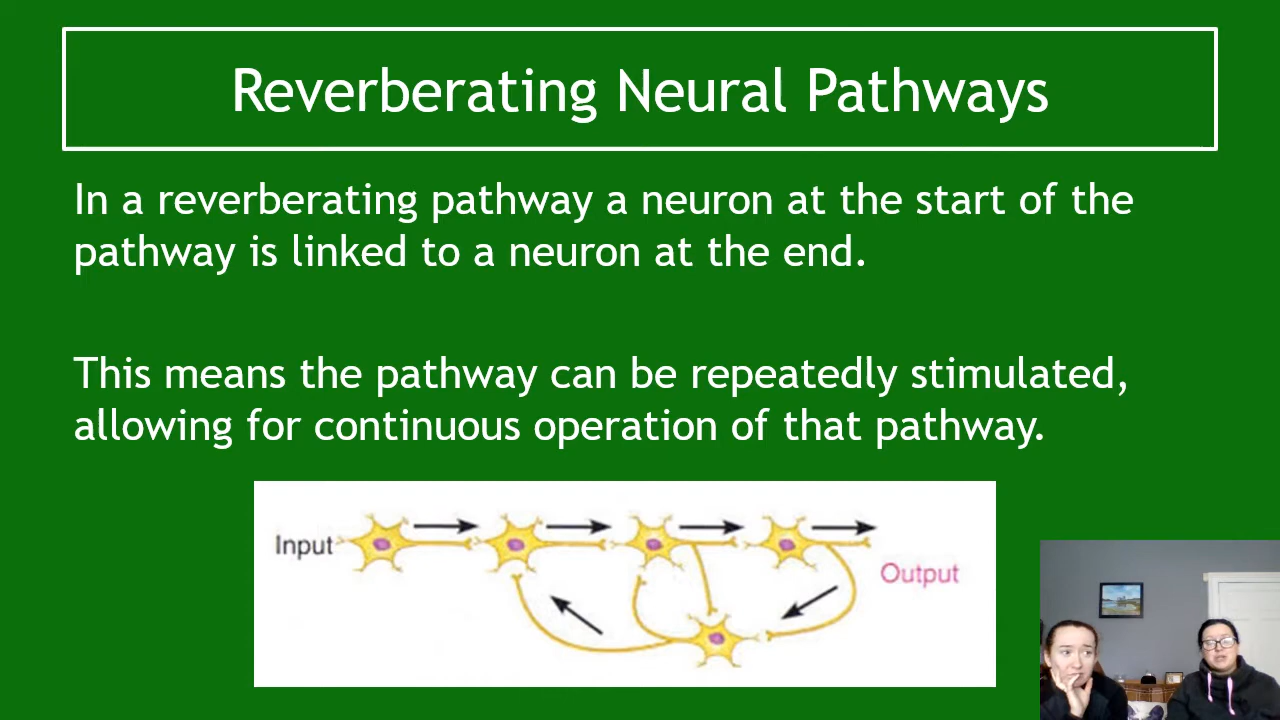 Reverberating Neural Pathways
In a reverberating pathway a neuron at the start of the
pathway is linked to a neuron at the end.
This means the pathway can be repeatedly stimulated,
allowing for continuous operation of that pathway.
Input
Output